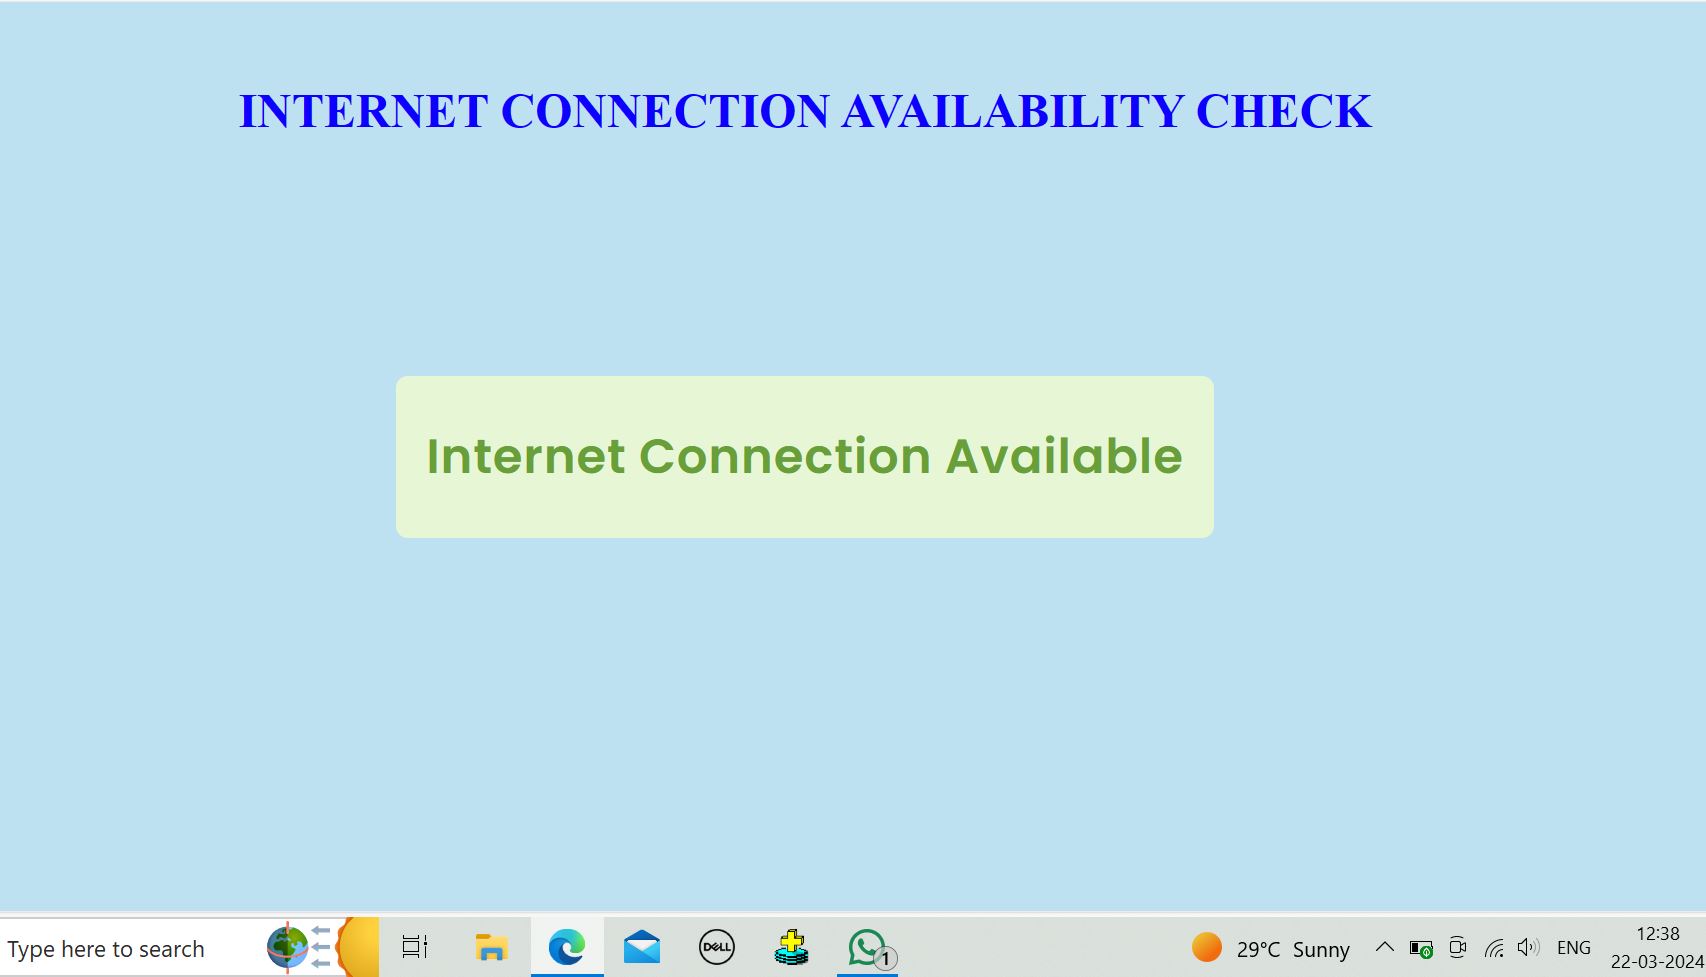 INTERNET CONNECTION AVAILABILITY CHECK
Internet Connection Available
Type here to search
DELL
1
29°C Sunny
ENG
12:38
22-03-2024